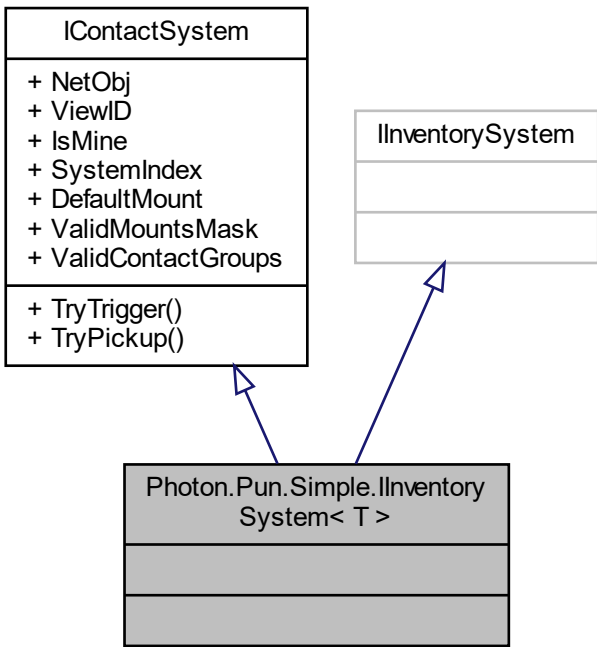 IContactSystem
+ NetObj
+ ViewID
+ IsMine
+ SystemIndex
+ DefaultMount
+ ValidMountsMask
+ ValidContactGroups
+ TryTrigger()
+ TryPickup()
IInventorySystem
Photon.Pun.Simple.IInventory
System< T >